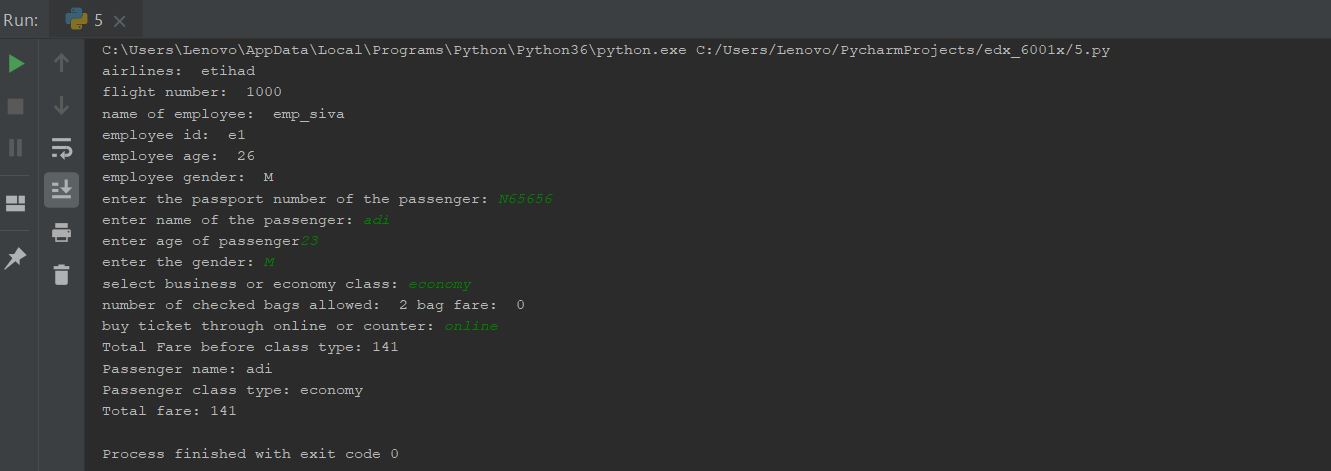 Run: 5
C:\Users\Lenovo\AppData\Local\Programs\Python\Python36\python.exe C:/Users/Lenovo/PycharmProjects/edx_6001x/5.py
airlines:  etihad
flight number:  1000
name of employee:  emp_siva
employee id:  e1
employee age:  26
employee gender:  M
enter the passport number of the passenger: N65656
enter name of the passenger: adi
enter age of passenger23
enter the gender: M
select business or economy class: economy
number of checked bags allowed:  2 bag fare:  0
buy ticket through online or counter: online
Total Fare before class type: 141
Passenger name: adi
Passenger class type: economy
Total fare: 141
Process finished with exit code 0